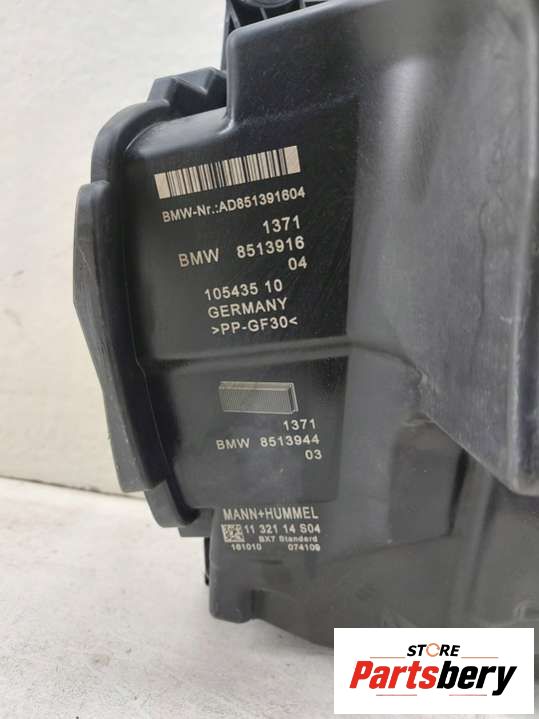 BMW-Nr.:AD851391604
1371
BMW 8513916
04
105435 10
GERMANY
>PP-GF30<
1371
BMW 8513944
03
MANN+HUMMEL
11 321 14 S04
BX7 Standard
161010 074109
STORE
Partsbery